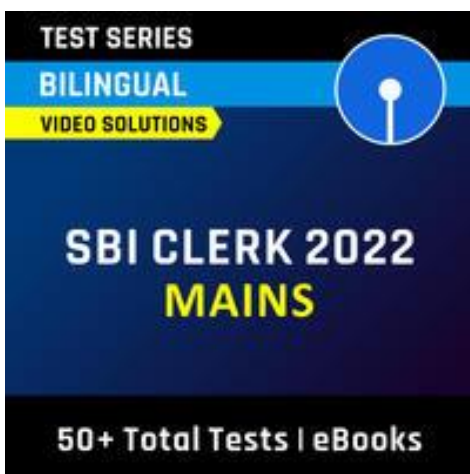 TEST SERIES
BILINGUAL
VIDEO SOLUTIONS
SBI CLERK 2022
MAINS
50+ Total Tests | eBooks